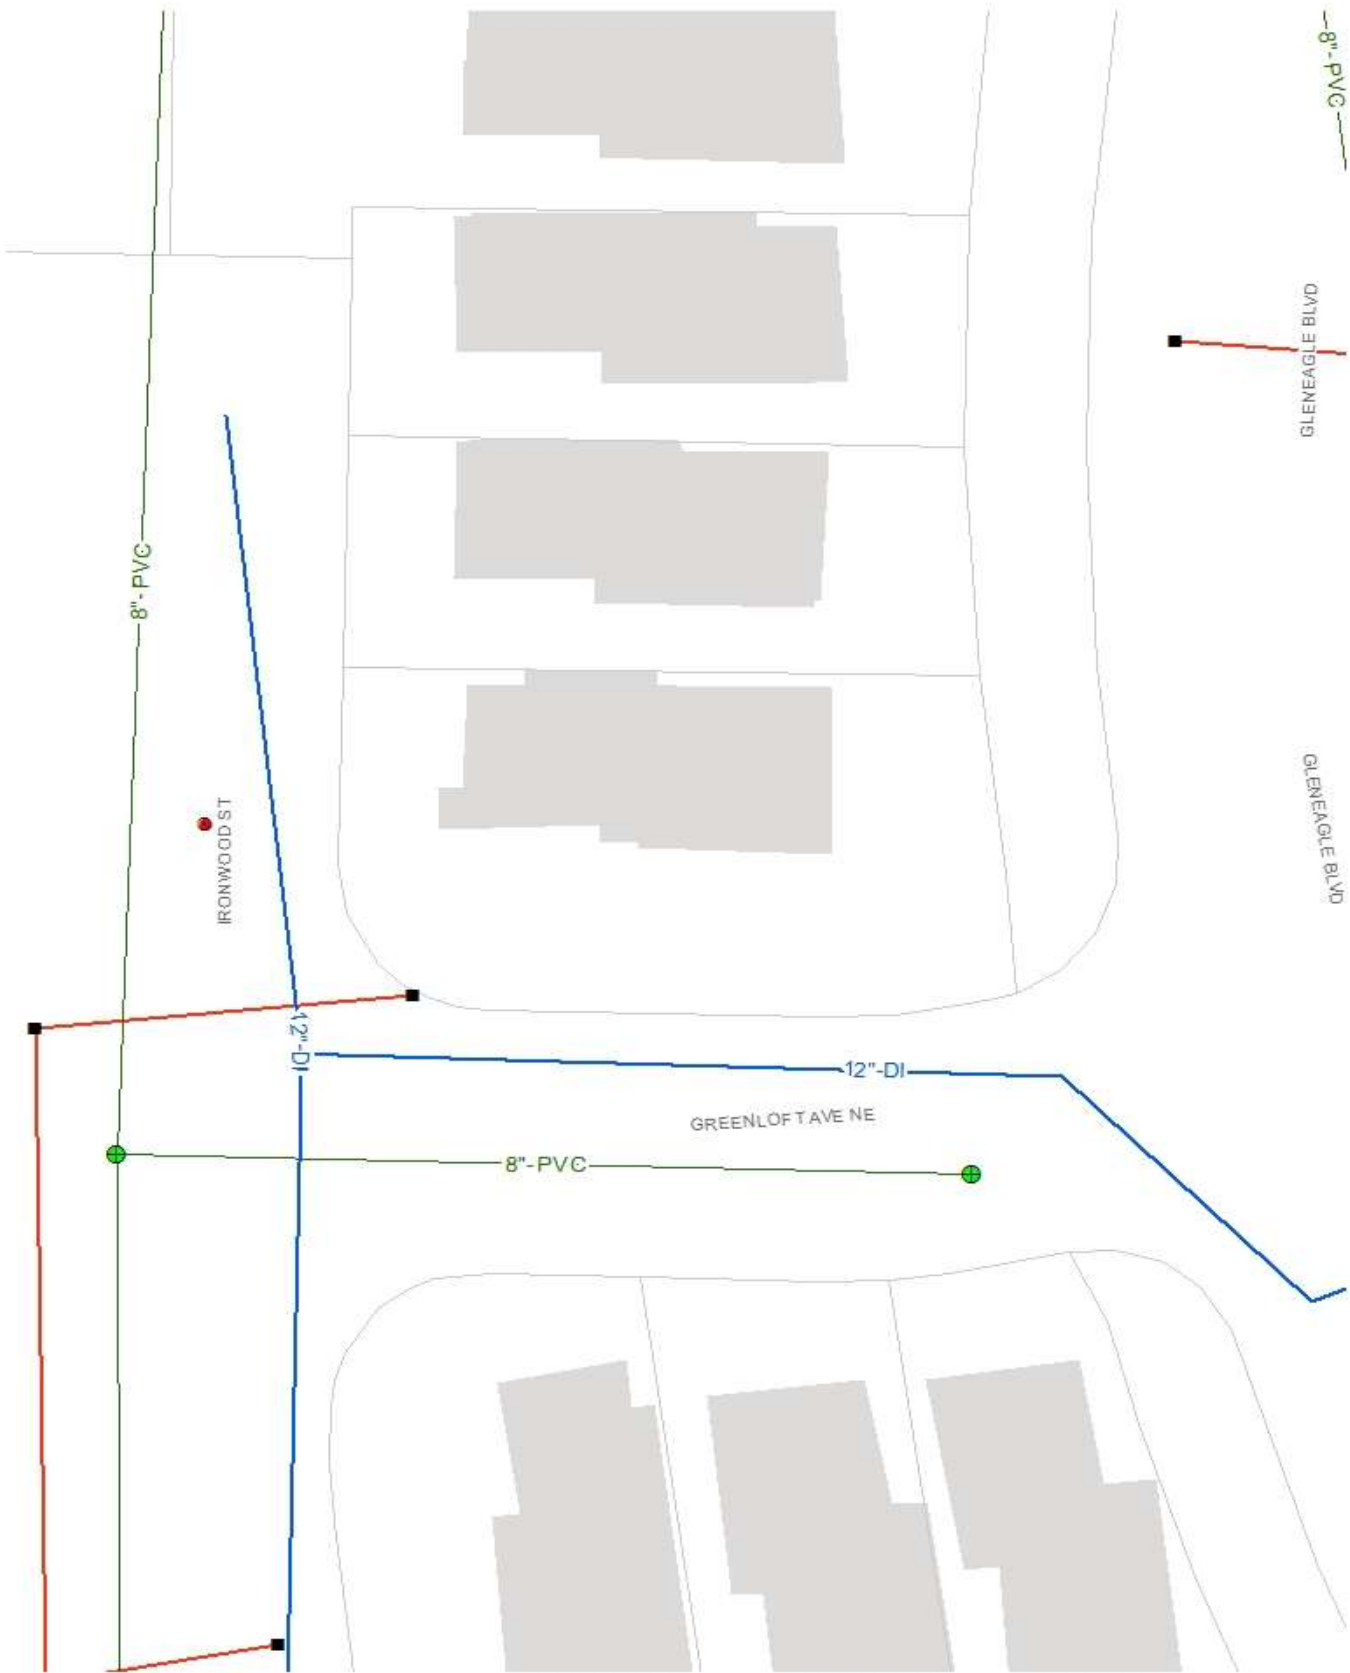 8"-PVC
GLENEAGLE BLVD
8"-PVC
GLENEAGLE BLVD
IRONWOOD ST
12"-DI
12"-DI
GREENLOFT AVE NE
8"-PVC